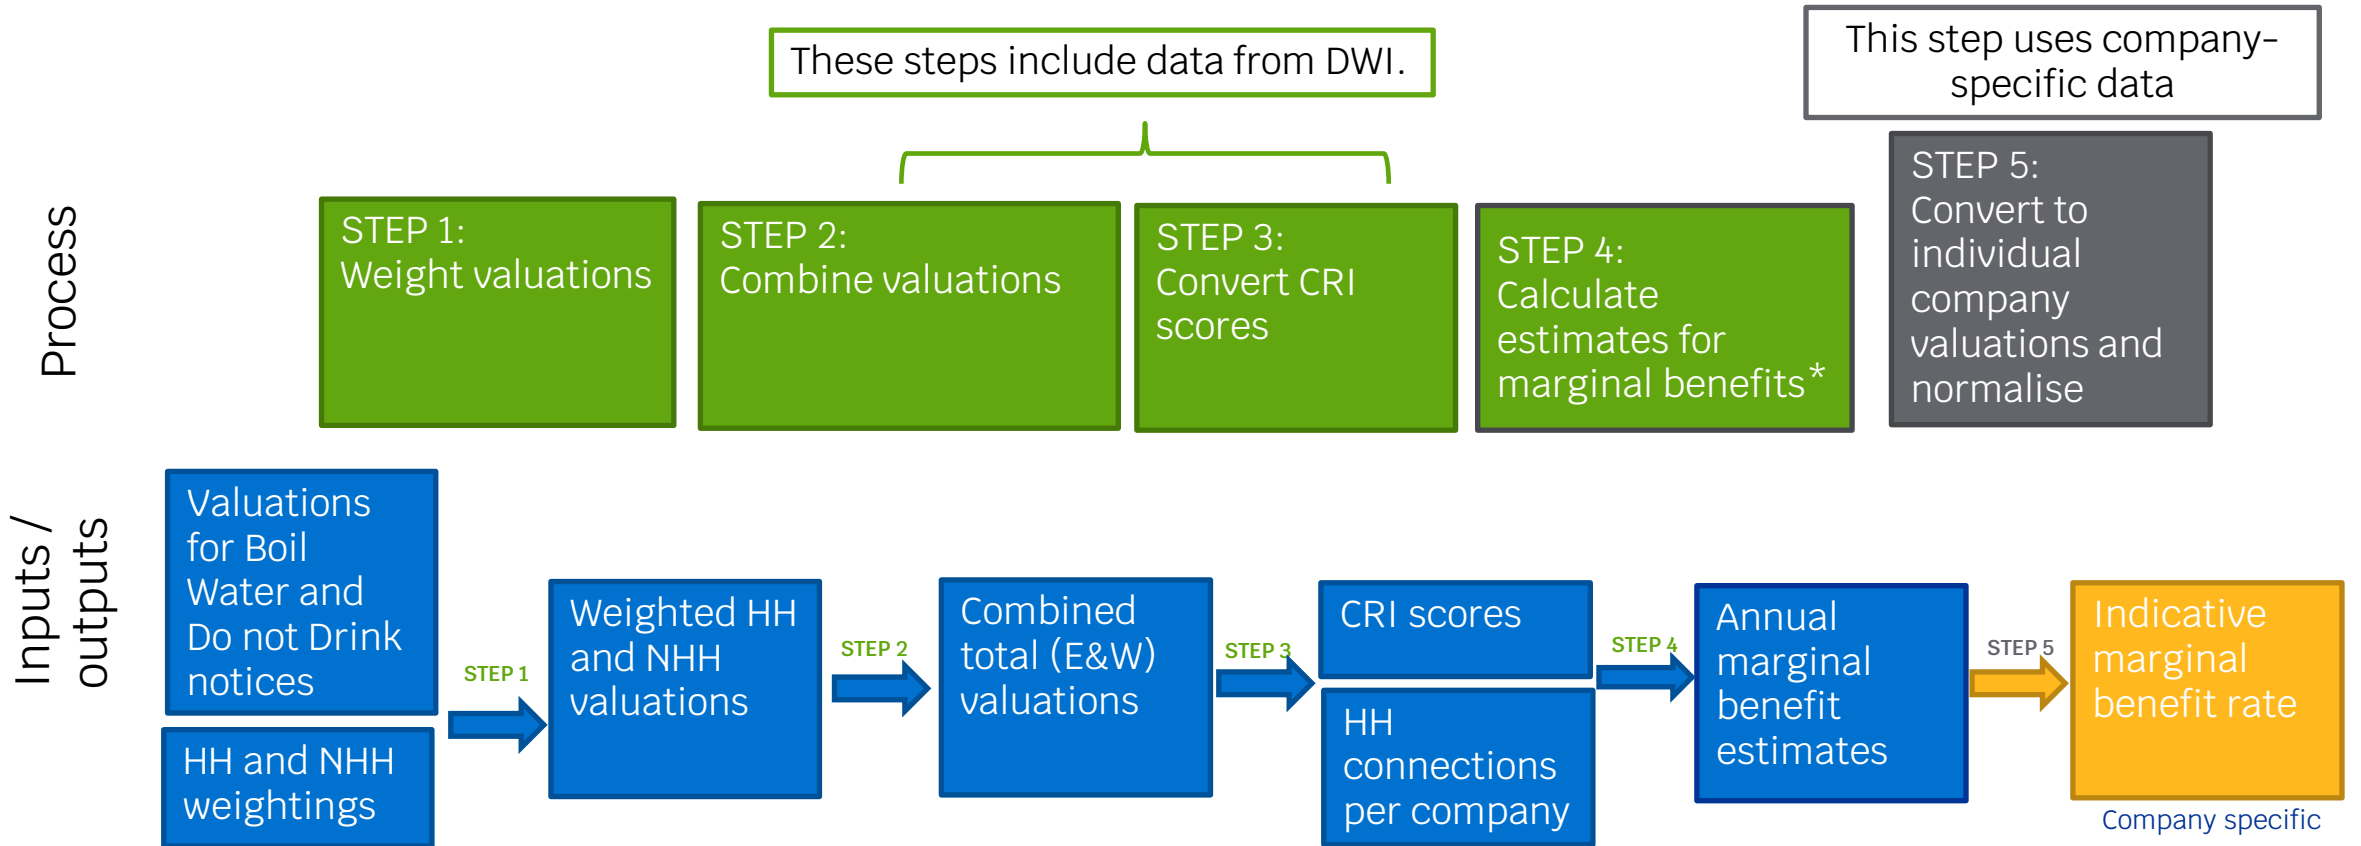 These steps include data from DWI.
This step uses company-
specific data
Process
STEP 1:
Weight valuations
STEP 2:
Combine valuations
STEP 3:
Convert CRI
scores
STEP 4:
Calculate
estimates for
marginal benefits*
STEP 5:
Convert to
individual
company
valuations and
normalise
Inputs /
outputs
Valuations
for Boil
Water and
Do not Drink
notices
HH and NHH
weightings
STEP 1
Weighted HH
and NHH
valuations
STEP 2
Combined
total (E&W)
valuations
STEP 3
CRI scores
HH
connections
per company
STEP 4
Annual
marginal
benefit
estimates
STEP 5
Indicative
marginal
benefit rate
Company specific